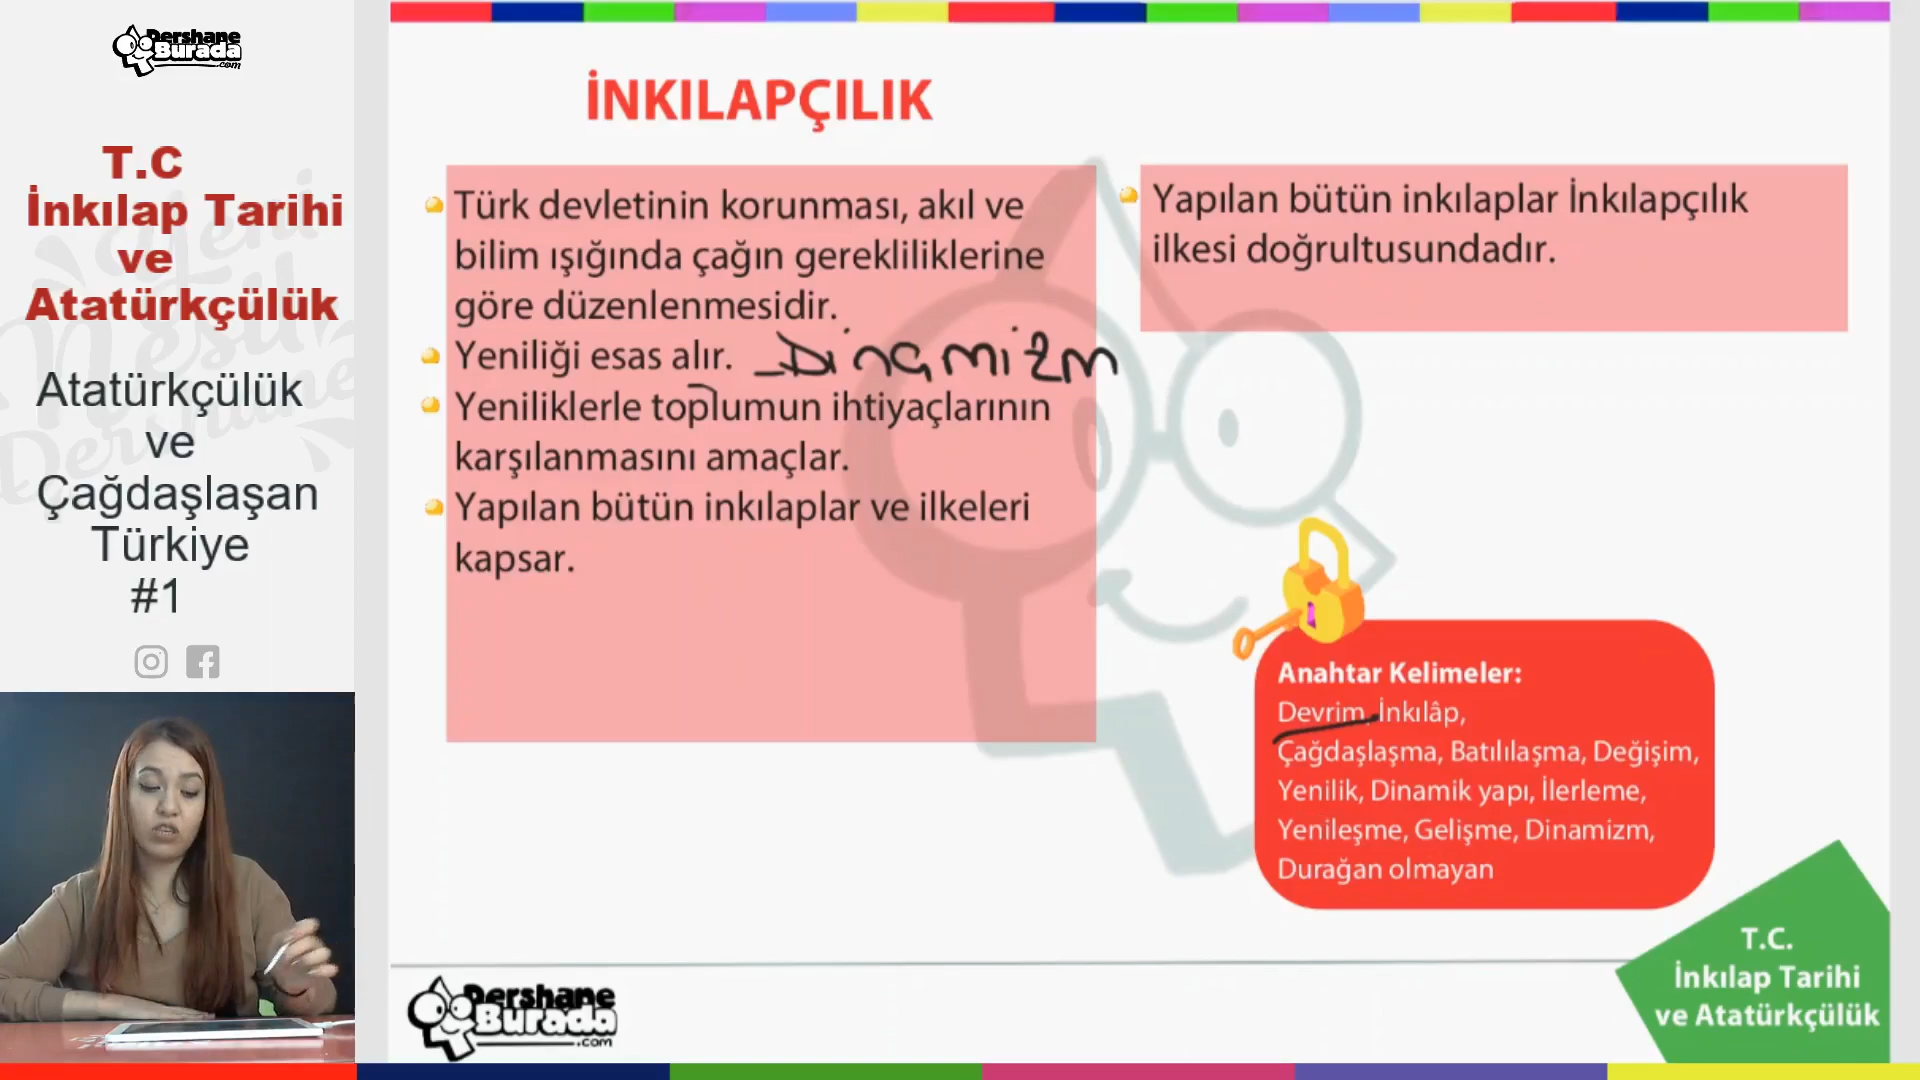 Dershane
Burada
.com
T.C
İnkılap Tarihi
ve
Atatürkçülük
Atatürkçülük
ve
Çağdaşlaşan
Türkiye
#1
Yeni
Nesil
Dershane
İNKILAPÇILIK
Türk devletinin korunması, akıl ve
bilim ışığında çağın gerekliliklerine
göre düzenlenmesidir.
Yeniliği esas alır. Dinamizm
Yeniliklerle toplumun ihtiyaçlarının
karşılanmasını amaçlar.
Yapılan bütün inkılaplar ve ilkeleri
kapsar.
Yapılan bütün inkılaplar İnkılapçılık
ilkesi doğrultusundadır.
Anahtar Kelimeler:
Devrim, İnkılâp,
Çağdaşlaşma, Batılılaşma, Değişim,
Yenilik, Dinamik yapı, İlerleme,
Yenileşme, Gelişme, Dinamizm,
Durağan olmayan
Dershane
Burada
.com
T.C.
İnkılap Tarihi
ve Atatürkçülük